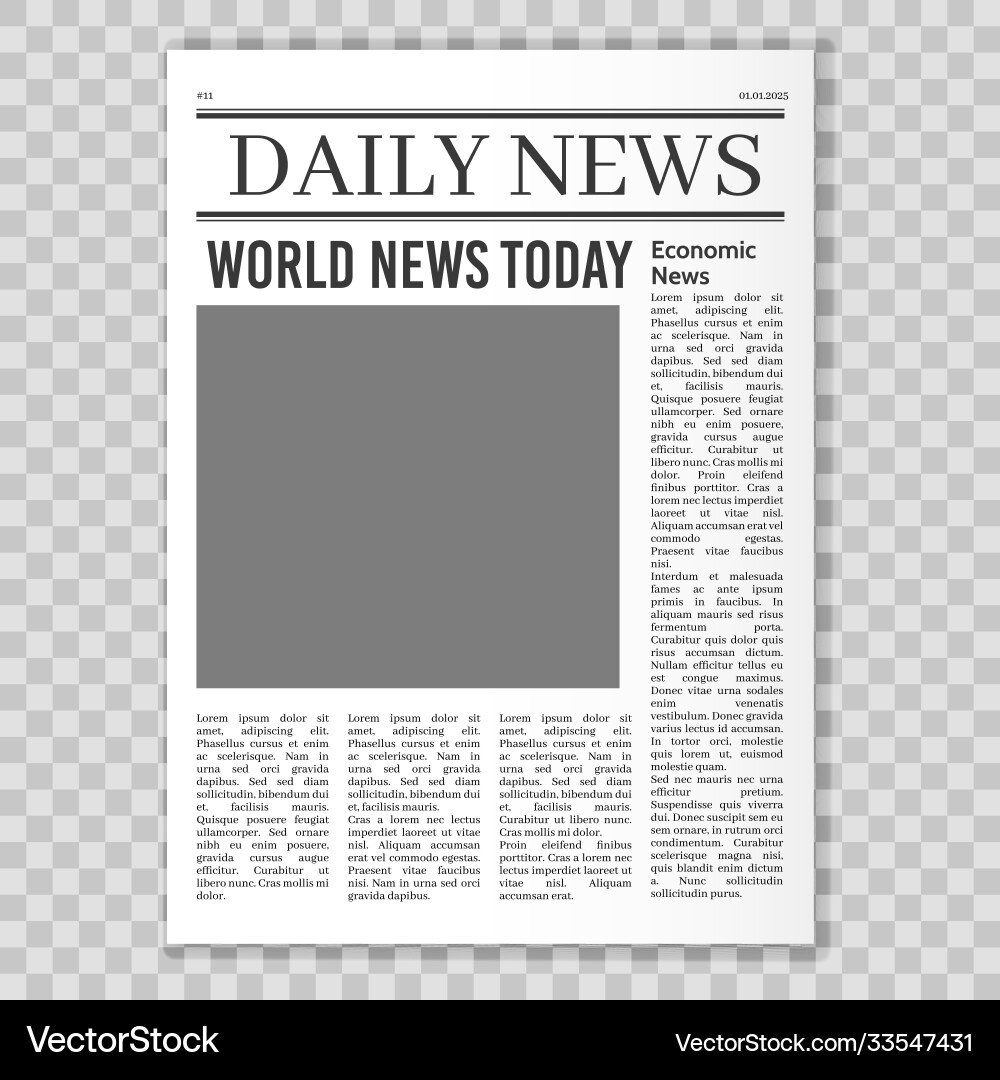 #11
01.01.2025
DAILY NEWS
WORLD NEWS TODAY
Lorem ipsum dolor sit
amet, adipiscing elit.
Phasellus cursus et enim
ac scelerisque. Nam in
urna sed orci gravida
dapibus. Sed sed diam
sollicitudin, bibendum dui
et, facilisis mauris.
Quisque posuere feugiat
ullamcorper. Sed ornare
nibh eu enim posuere,
gravida cursus augue
efficitur. Curabitur ut
libero nunc. Cras mollis mi
dolor.
Lorem ipsum dolor sit
amet, adipiscing elit.
Phasellus cursus et enim
ac scelerisque. Nam in
urna sed orci gravida
dapibus. Sed sed diam
sollicitudin, bibendum dui
et, facilisis mauris.
Cras a lorem nec lectus
imperdiet laoreet ut vitae
nisl. Aliquam accumsan
erat vel commodo egestas.
Praesent vitae faucibus
nisi. Nam in urna sed orci
gravida dapibus.
Lorem ipsum dolor sit
amet, adipiscing elit.
Phasellus cursus et enim
ac scelerisque. Nam in
urna sed orci gravida
dapibus. Sed sed diam
sollicitudin, bibendum dui
et, facilisis mauris.
Curabitur ut libero nunc.
Cras mollis mi dolor.
Proin eleifend finibus
porttitor. Cras a lorem nec
lectus imperdiet laoreet ut
vitae nisl. Aliquam
accumsan erat.
Economic
News
Lorem ipsum dolor sit
amet, adipiscing elit.
Phasellus cursus et enim
ac scelerisque. Nam in
urna sed orci gravida
dapibus. Sed sed diam
sollicitudin, bibendum dui
et, facilisis mauris.
Quisque posuere feugiat
ullamcorper. Sed ornare
nibh eu enim posuere,
gravida cursus augue
efficitur. Curabitur ut
libero nunc. Cras mollis mi
dolor. Proin eleifend
finibus porttitor. Cras a
lorem nec lectus imperdiet
laoreet ut vitae nisl.
Aliquam accumsan erat vel
commodo egestas.
Praesent vitae faucibus
nisi.
Interdum et malesuada
fames ac ante ipsum
primis in faucibus. In
aliquam mauris sed risus
fermentum porta.
Curabitur quis dolor quis
risus accumsan dictum.
Nullam efficitur tellus eu
est congue maximus.
Donec vitae urna sodales
enim venenatis
vestibulum. Donec gravida
varius lectus id accumsan.
In tortor orci, molestie
quis lorem ut, euismod
molestie quam.
Sed nec mauris nec urna
efficitur pretium.
Suspendisse quis viverra
dui. Donec suscipit sem eu
sem ornare, in rutrum orci
condimentum. Curabitur
scelerisque magna nisi,
quis blandit enim dictum
a. Nunc sollicitudin
sollicitudin purus.
VectorStock
VectorStock.com/33547431